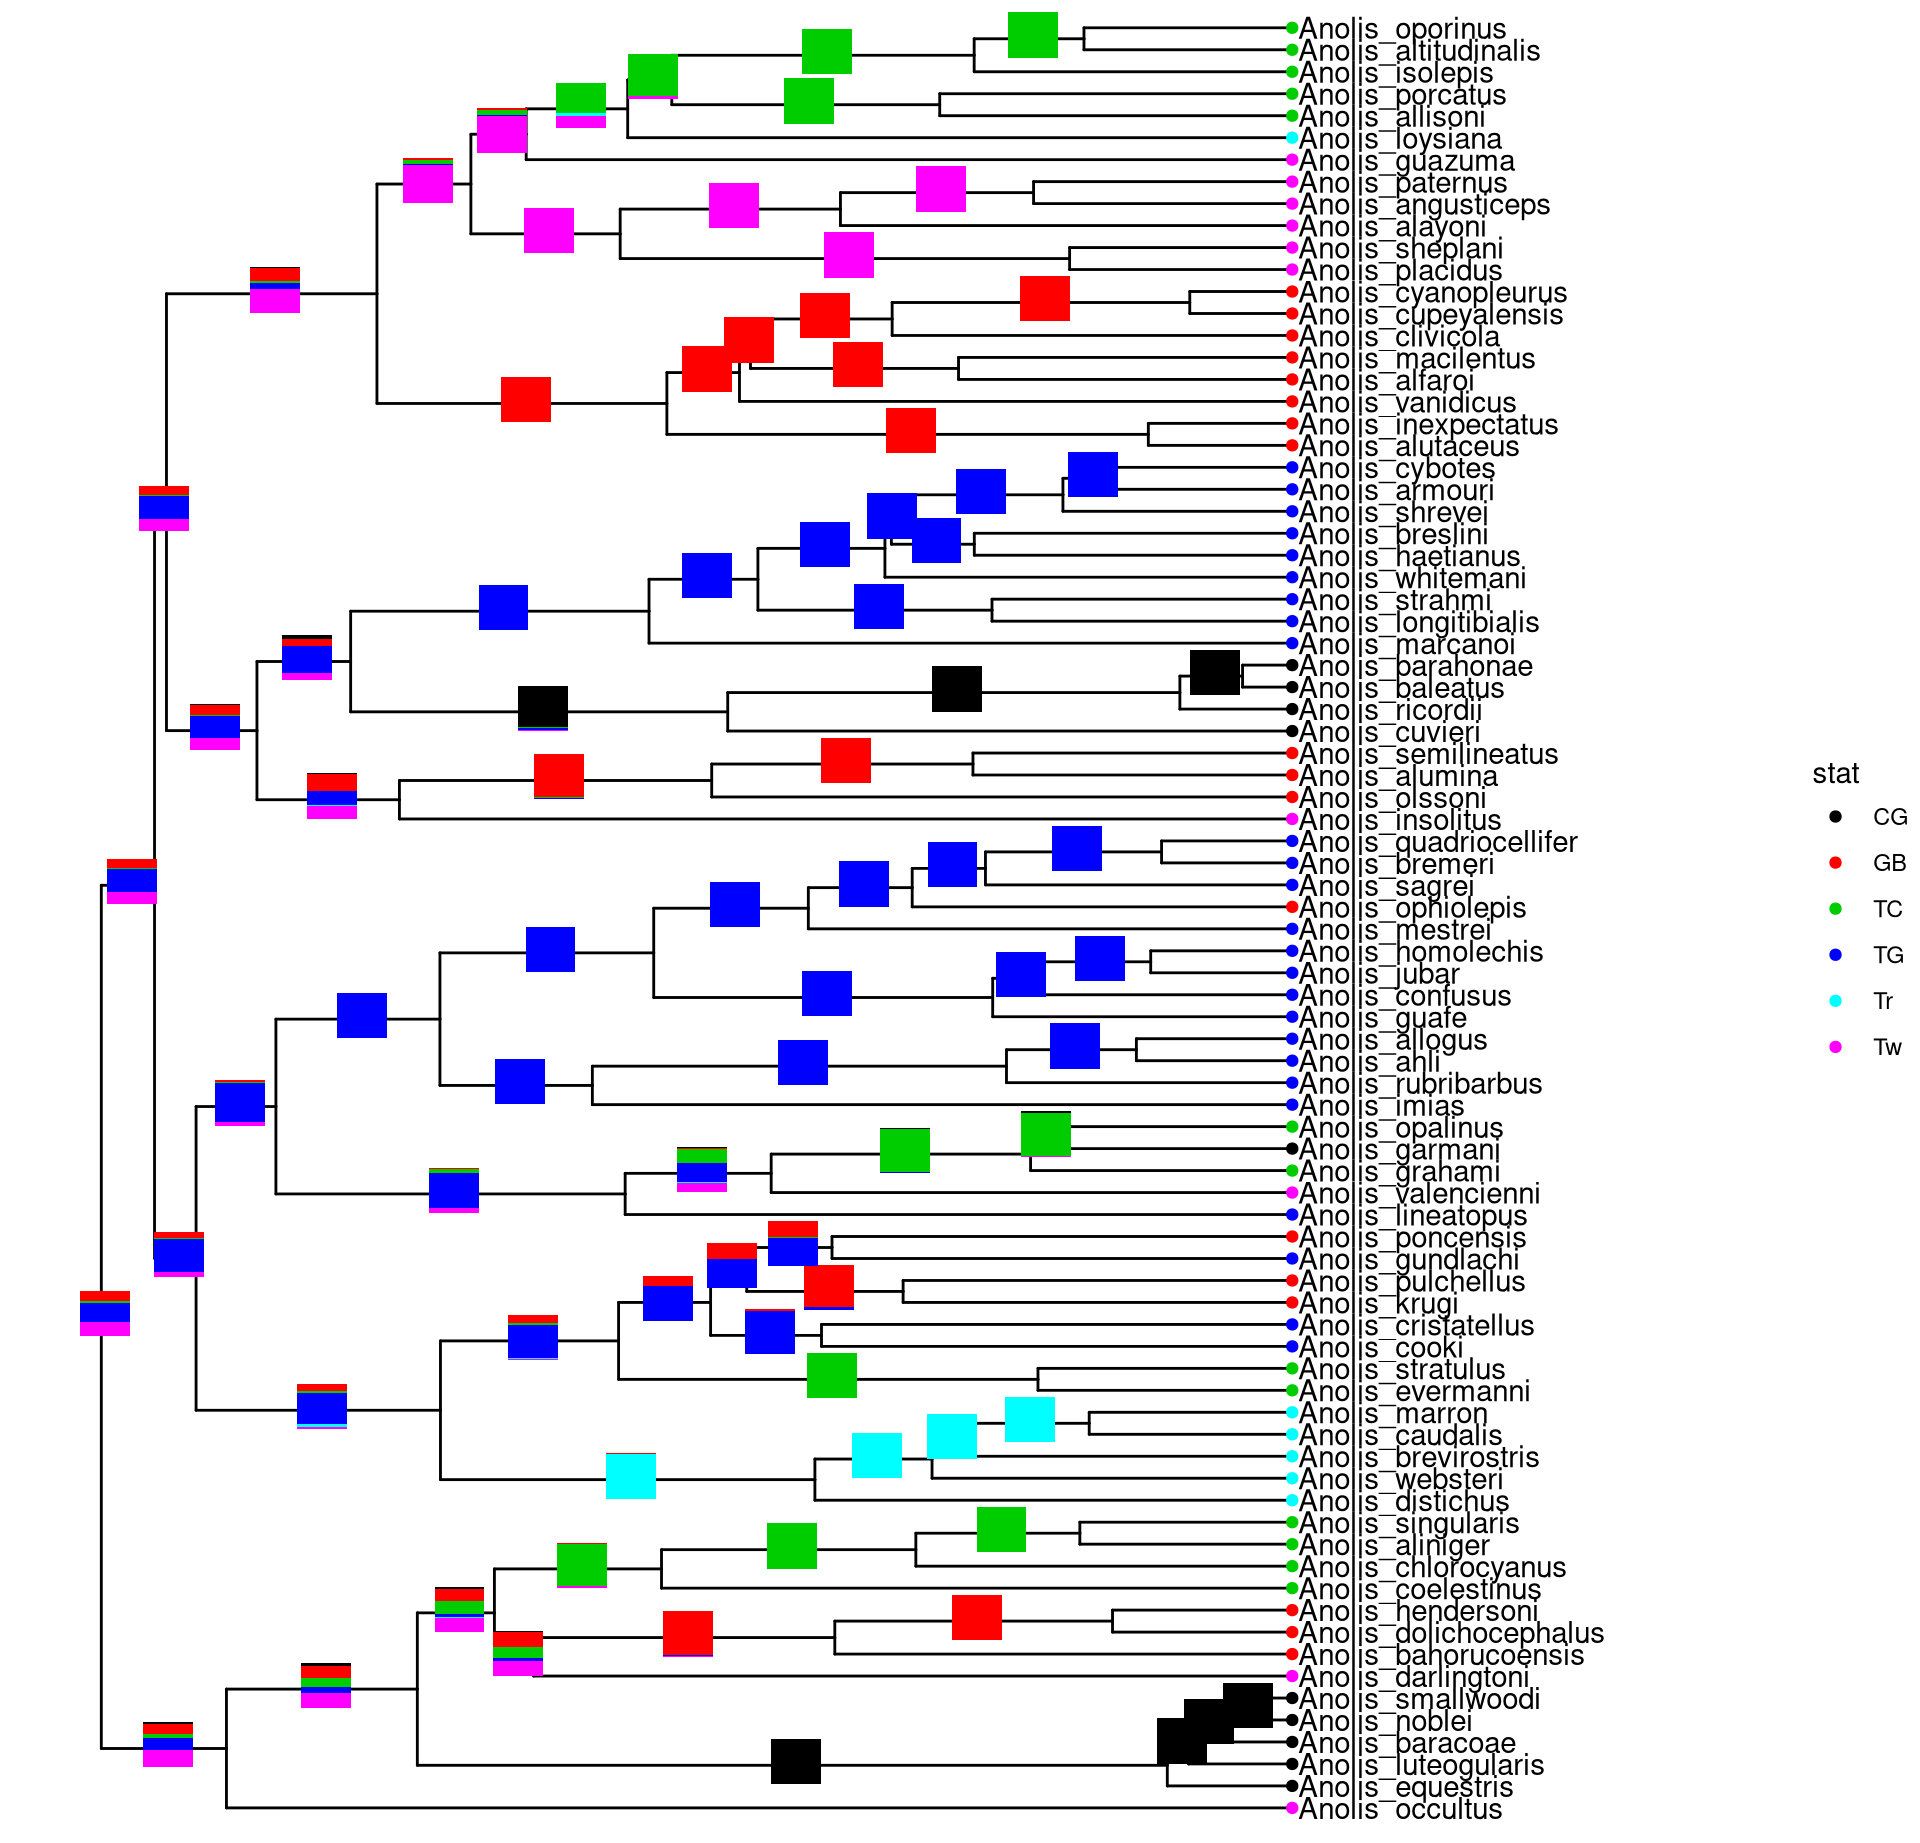 Anolis_oporinus
Anolis_altitudinalis
Anolis_isolepis
Anolis_porcatus
Anolis_allisoni
Anolis_loysiana
Anolis_guazuma
Anolis_paternus
Anolis_angusticeps
Anolis_alayoni
Anolis_sheplani
Anolis_placidus
Anolis_cyanopleurus
Anolis_cupeyalensis
Anolis_clivicola
Anolis_macilentus
Anolis_alfaroi
Anolis_vanidicus
Anolis_inexpectatus
Anolis_alutaceus
Anolis_cybotes
Anolis_armouri
Anolis_shrevei
Anolis_breslini
Anolis_haetianus
Anolis_whitemani
Anolis_strahmi
Anolis_longitibialis
Anolis_marcanoi
Anolis_barahonae
Anolis_baleatus
Anolis_ricordii
Anolis_cuvieri
Anolis_semilineatus
Anolis_alumina
Anolis_olssoni
Anolis_insolitus
Anolis_quadriocellifer
Anolis_bremeri
Anolis_sagrei
Anolis_ophiolepis
Anolis_mestrei
Anolis_homolechis
Anolis_jubar
Anolis_confusus
Anolis_guafe
Anolis_allogus
Anolis_ahli
Anolis_rubribarbus
Anolis_imias
Anolis_opalinus
Anolis_garmani
Anolis_grahami
Anolis_valencienni
Anolis_lineatopus
Anolis_poncensis
Anolis_gundlachi
Anolis_pulchellus
Anolis_krugi
Anolis_cristatellus
Anolis_cooki
Anolis_stratulus
Anolis_evermanni
Anolis_marron
Anolis_caudalis
Anolis_brevirostris
Anolis_websteri
Anolis_distichus
Anolis_singularis
Anolis_aliniger
Anolis_chlorocyanus
Anolis_coelestinus
Anolis_hendersoni
Anolis_dolichocephalus
Anolis_bahorucoensis
Anolis_darlingtoni
Anolis_smallwoodi
Anolis_noblei
Anolis_baracoae
Anolis_luteogularis
Anolis_equestris
Anolis_occultus
stat
CG
GB
TC
TG
Tr
Tw